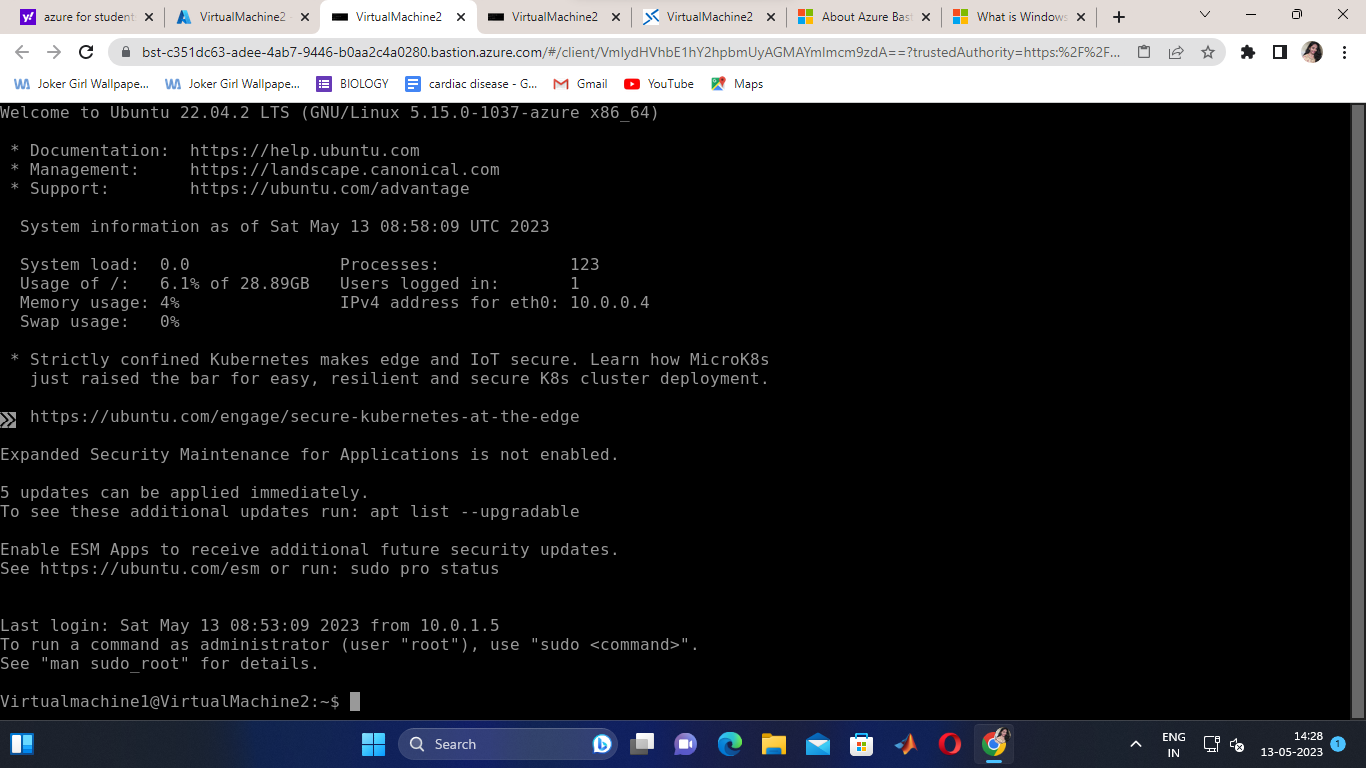 azure for student
VirtualMachine2
VirtualMachine2
VirtualMachine2
VirtualMachine2
About Azure Bast
What is Windows
bst-c351dc63-adee-4ab7-9446-b0aa2c4a0280.bastion.azure.com/#/client/VmlydHVhbE1hY2hpbmUyAGMAYmlmcm9zdA==?trustedAuthority=https:%2F%2F...
Joker Girl Wallpape...
Joker Girl Wallpape...
BIOLOGY
cardiac disease - G...
Gmail
YouTube
Maps
Welcome to Ubuntu 22.04.2 LTS (GNU/Linux 5.15.0-1037-azure x86_64)
* Documentation:  https://help.ubuntu.com
* Management:     https://landscape.canonical.com
* Support:        https://ubuntu.com/advantage
System information as of Sat May 13 08:58:09 UTC 2023
System load:  0.0               Processes:             123
Usage of /:   6.1% of 28.89GB   Users logged in:       1
Memory usage: 4%                IPv4 address for eth0: 10.0.0.4
Swap usage:   0%
* Strictly confined Kubernetes makes edge and IoT secure. Learn how MicroK8s
just raised the bar for easy, resilient and secure K8s cluster deployment.
https://ubuntu.com/engage/secure-kubernetes-at-the-edge
Expanded Security Maintenance for Applications is not enabled.
5 updates can be applied immediately.
To see these additional updates run: apt list --upgradable
Enable ESM Apps to receive additional future security updates.
See https://ubuntu.com/esm or run: sudo pro status
Last login: Sat May 13 08:53:09 2023 from 10.0.1.5
To run a command as administrator (user "root"), use "sudo <command>".
See "man sudo_root" for details.
Virtualmachine1@VirtualMachine2:~$
Search
ENG
IN
14:28
13-05-2023
1